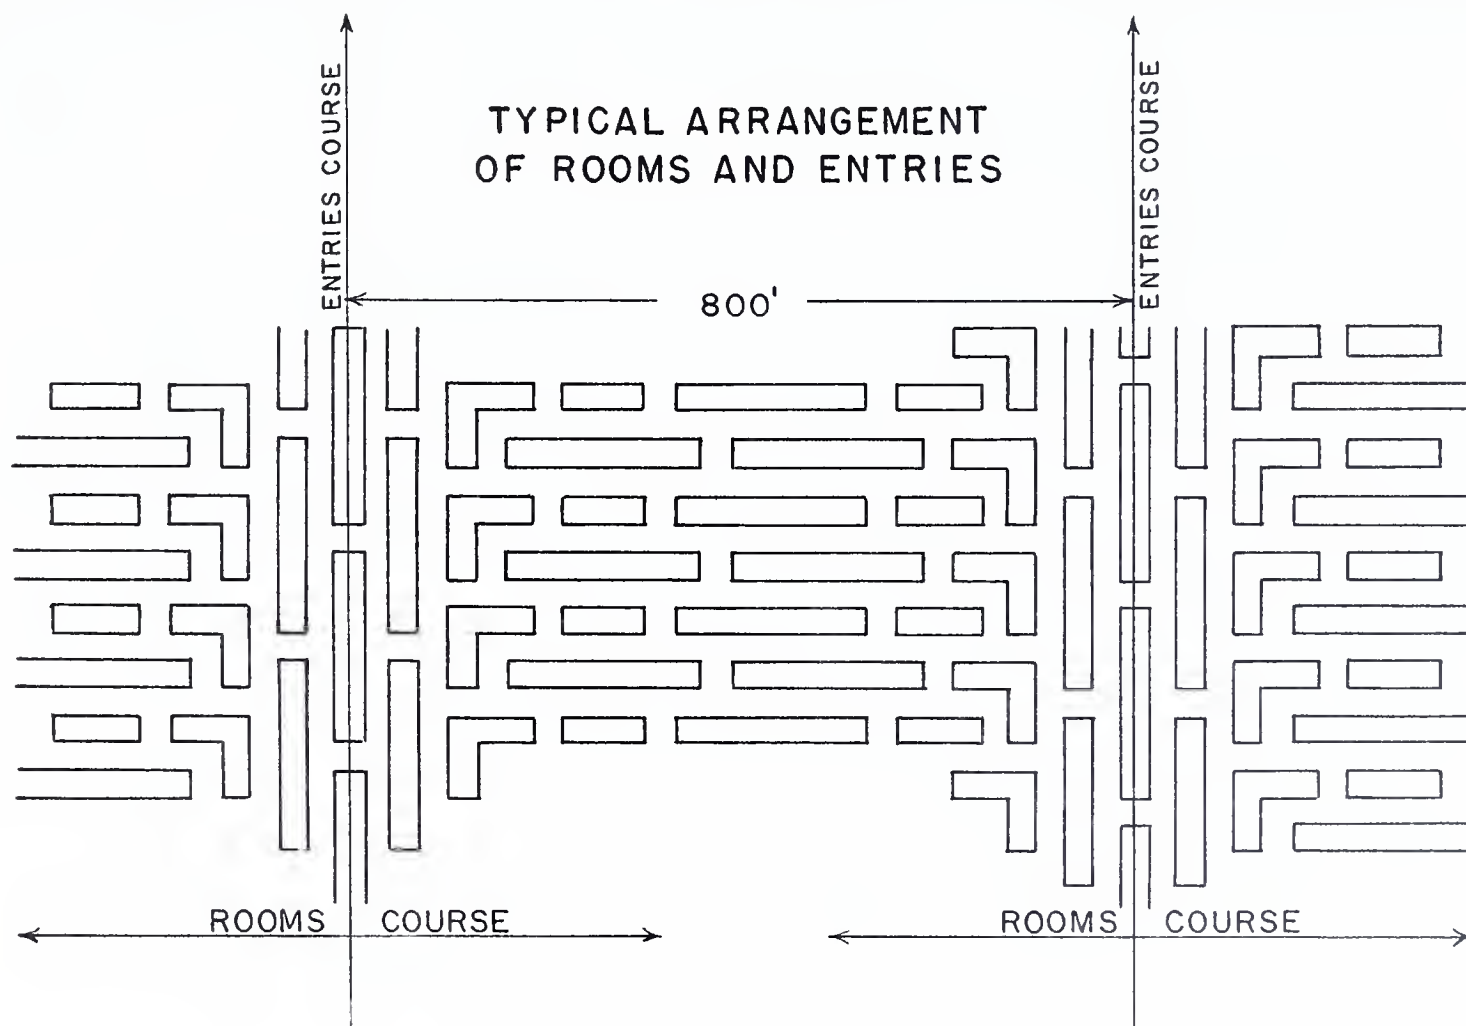 TYPICAL ARRANGEMENT
OF ROOMS AND ENTRIES
ENTRIES COURSE
ENTRIES COURSE
800'
ROOMS COURSE
ROOMS COURSE